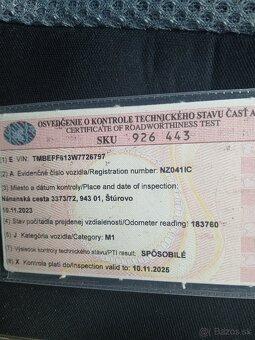 OSVEDČENIE O KONTROLE TECHNICKÉHO STAVU ČASŤ A
CERTIFICATE OF ROADWORTHINESS TEST
SKU 926 443
(1) E VIN: TMBEFF613W7726797
(2) A Evidenčné číslo vozidla/Registration number: NZ041IC
(3) Miesto a dátum kontroly/Place and date of inspection:
Nánanská cesta 3373/72, 943 01, Štúrovo
10.11.2023
(4) Stav počítadla prejdenej vzdialenosti/Odometer reading: 183760
(5) J Kategória vozidla/Category: M1
(7) Výsledok kontroly technického stavu/PTI result: SPÔSOBILÉ
(8) X Kontrola platí do/Inspection valid to: 10.11.2025
bazos.sk